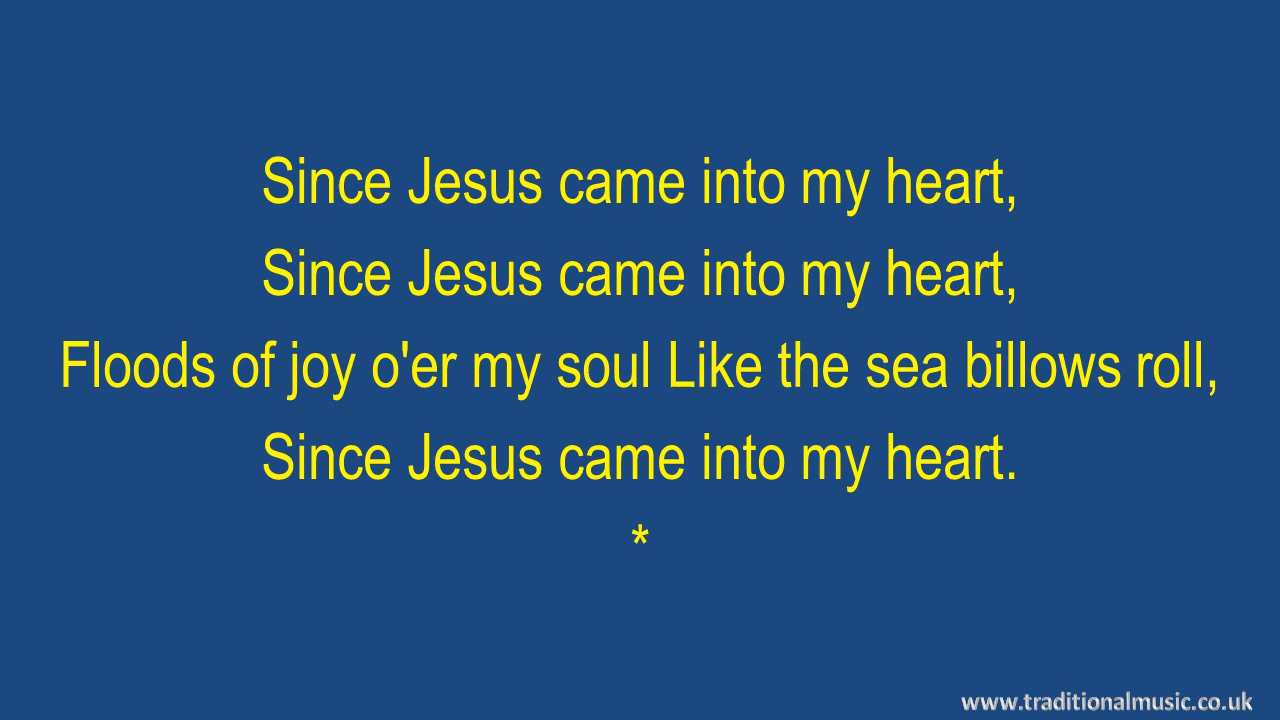 Since Jesus came into my heart,
Since Jesus came into my heart,
Floods of joy o'er my soul Like the sea billows roll,
Since Jesus came into my heart.
*
www.traditionalmusic.co.uk